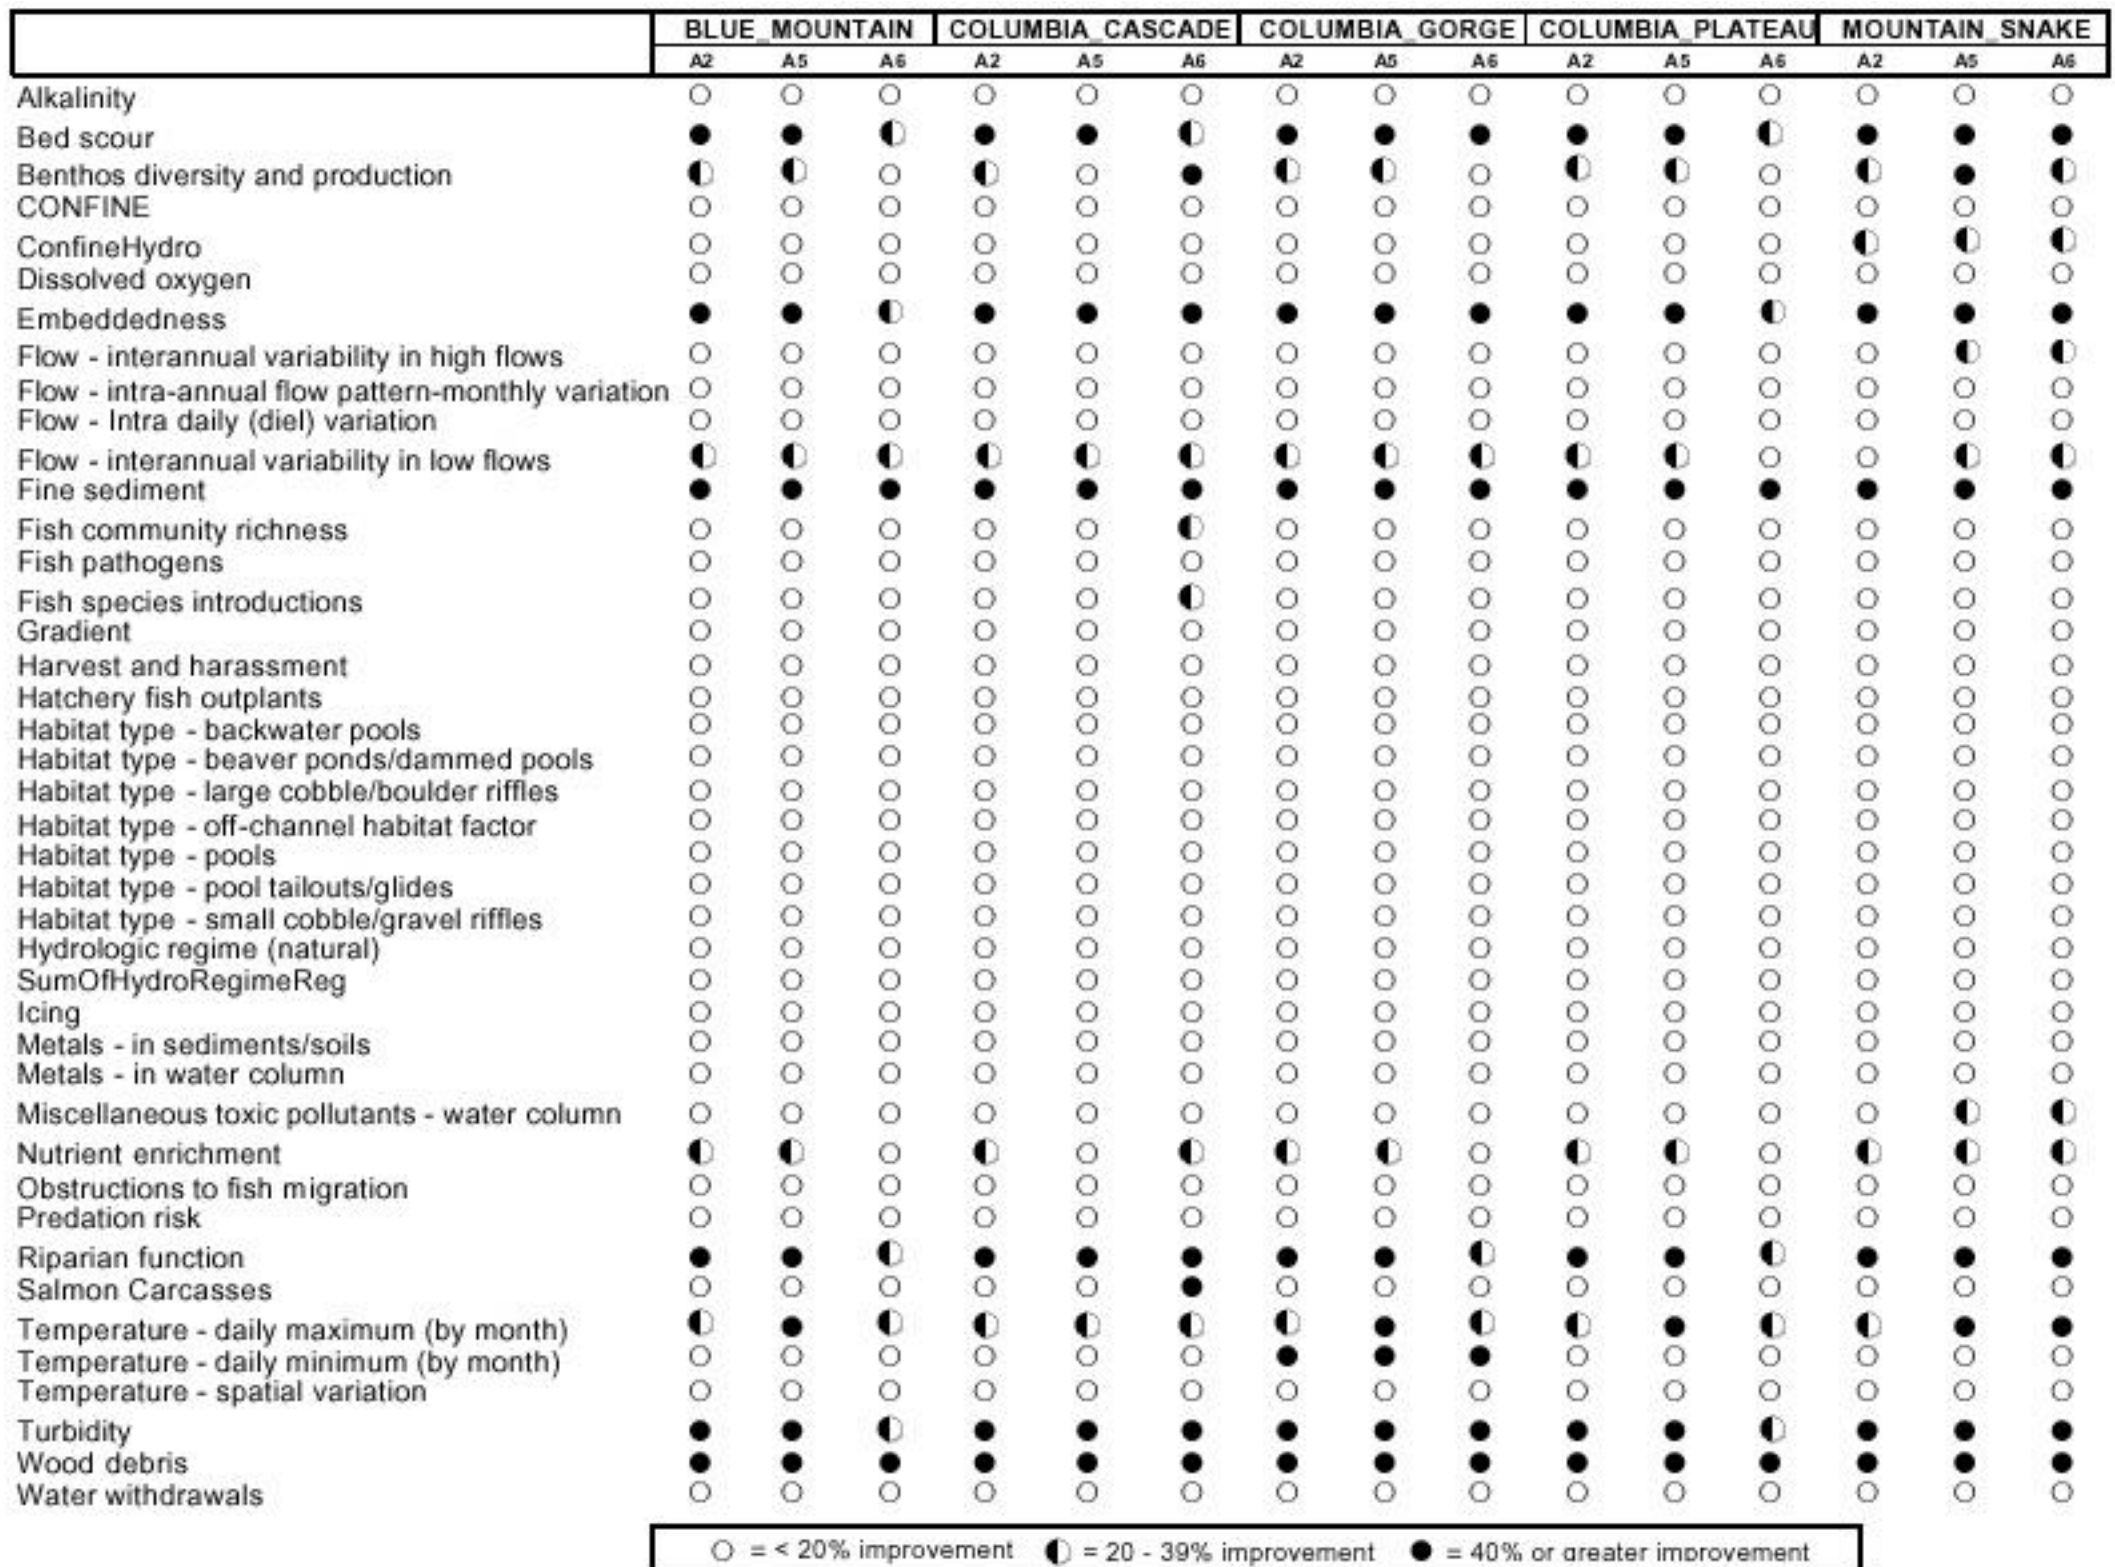 BLUE_MOUNTAIN COLUMBIA_CASCADE COLUMBIA_GORGE COLUMBIA_PLATEAU MOUNTAIN_SNAKE
A2 A5 A6 A2 A5 A6 A2 A5 A6 A2 A5 A6 A2 A5 A6
Alkalinity
Bed scour
Benthos diversity and production
CONFINE
ConfineHydro
Dissolved oxygen
Embeddedness
Flow - interannual variability in high flows
Flow - intra-annual flow pattern-monthly variation
Flow - Intra daily (diel) variation
Flow - interannual variability in low flows
Fine sediment
Fish community richness
Fish pathogens
Fish species introductions
Gradient
Harvest and harassment
Hatchery fish outplants
Habitat type - backwater pools
Habitat type - beaver ponds/dammed pools
Habitat type - large cobble/boulder riffles
Habitat type - off-channel habitat factor
Habitat type - pools
Habitat type - pool tailouts/glides
Habitat type - small cobble/gravel riffles
Hydrologic regime (natural)
SumOfHydroRegimeReg
Icing
Metals - in sediments/soils
Metals - in water column
Miscellaneous toxic pollutants - water column
Nutrient enrichment
Obstructions to fish migration
Predation risk
Riparian function
Salmon Carcasses
Temperature - daily maximum (by month)
Temperature - daily minimum (by month)
Temperature - spatial variation
Turbidity
Wood debris
Water withdrawals
○ = < 20% improvement ◐ = 20 - 39% improvement ● = 40% or greater improvement